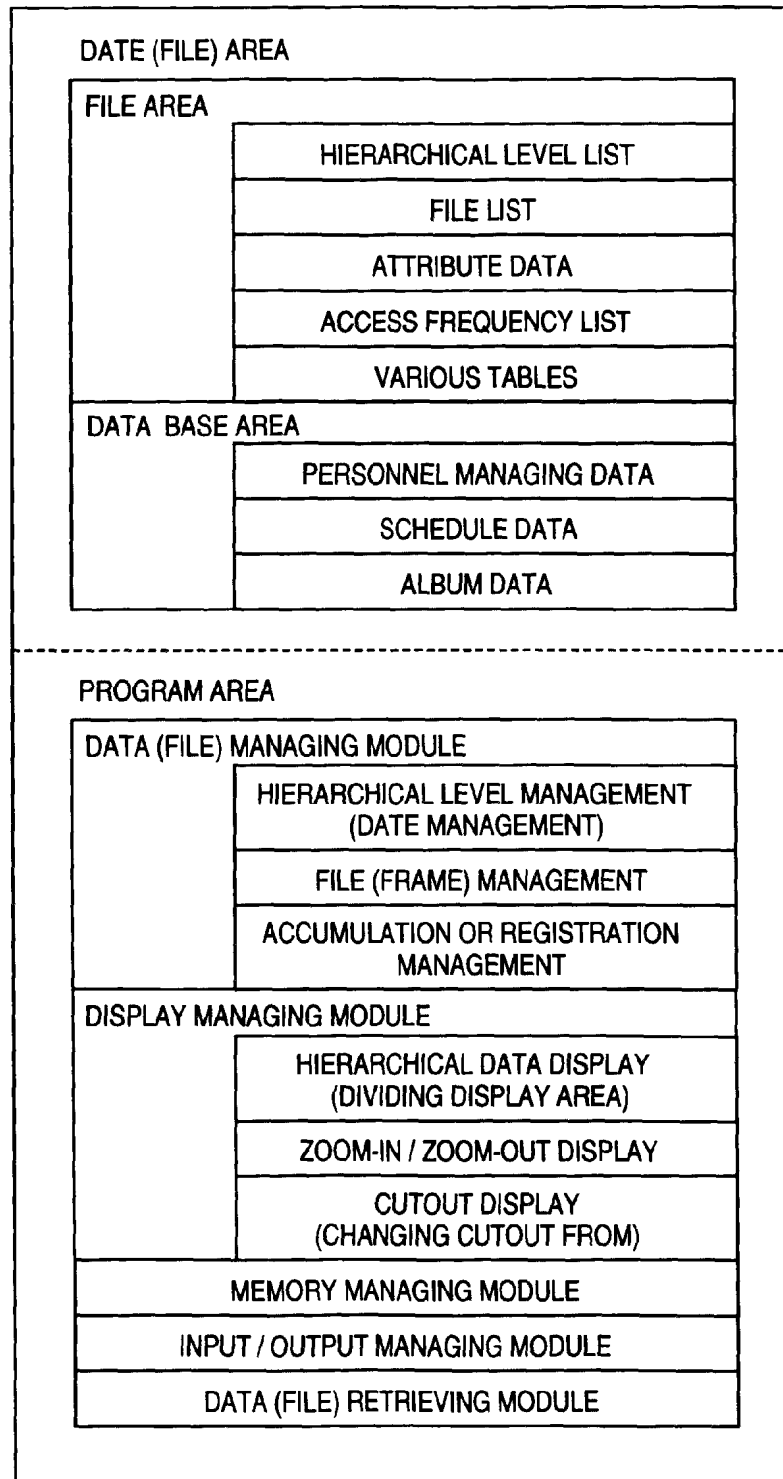 DATE (FILE) AREA
FILE AREA
HIERARCHICAL LEVEL LIST
FILE LIST
ATTRIBUTE DATA
ACCESS FREQUENCY LIST
VARIOUS TABLES
DATA BASE AREA
PERSONNEL MANAGING DATA
SCHEDULE DATA
ALBUM DATA
PROGRAM AREA
DATA (FILE) MANAGING MODULE
HIERARCHICAL LEVEL MANAGEMENT
(DATE MANAGEMENT)
FILE (FRAME) MANAGEMENT
ACCUMULATION OR REGISTRATION
MANAGEMENT
DISPLAY MANAGING MODULE
HIERARCHICAL DATA DISPLAY
(DIVIDING DISPLAY AREA)
ZOOM-IN / ZOOM-OUT DISPLAY
CUTOUT DISPLAY
(CHANGING CUTOUT FROM)
MEMORY MANAGING MODULE
INPUT / OUTPUT MANAGING MODULE
DATA (FILE) RETRIEVING MODULE